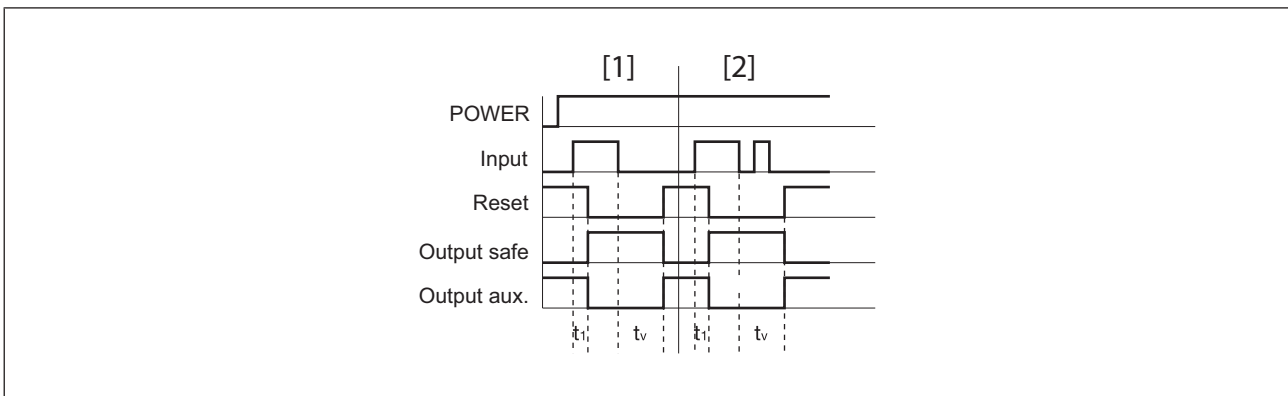 [1] [2]
POWER
Input
Reset
Output safe
Output aux.
t1 tv t1 tv